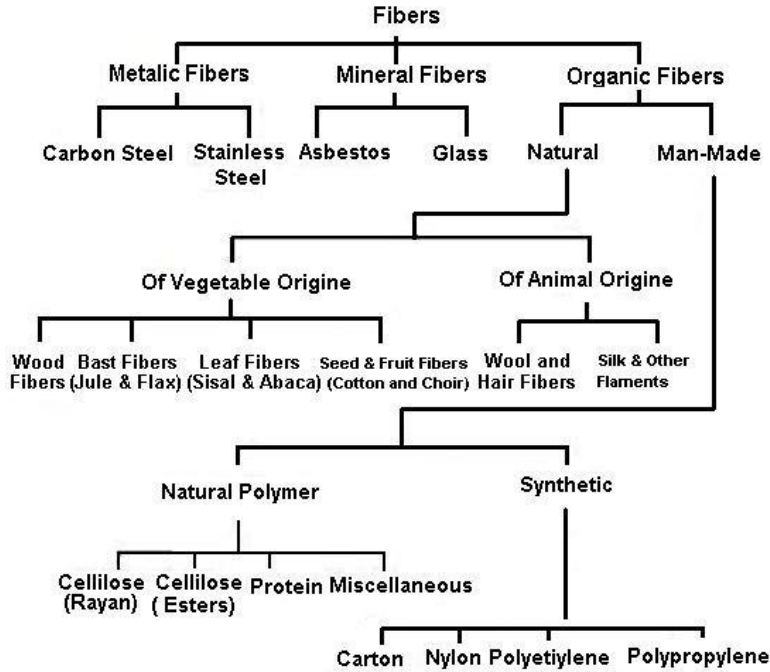 Fibers
Metalic Fibers
Mineral Fibers
Organic Fibers
Carbon Steel
Stainless
Steel
Asbestos
Glass
Natural
Man-Made
Of Vegetable Origine
Of Animal Origine
Wood
Fibers
Bast Fibers
(Jule & Flax)
Leaf Fibers
(Sisal & Abaca)
Seed & Fruit Fibers
(Cotton and Choir)
Wool and
Hair Fibers
Silk & Other
Flaments
Natural Polymer
Synthetic
Cellilose
(Rayan)
Cellilose
( Esters)
Protein
Miscellaneous
Carton
Nylon
Polyetiylene
Polypropylene